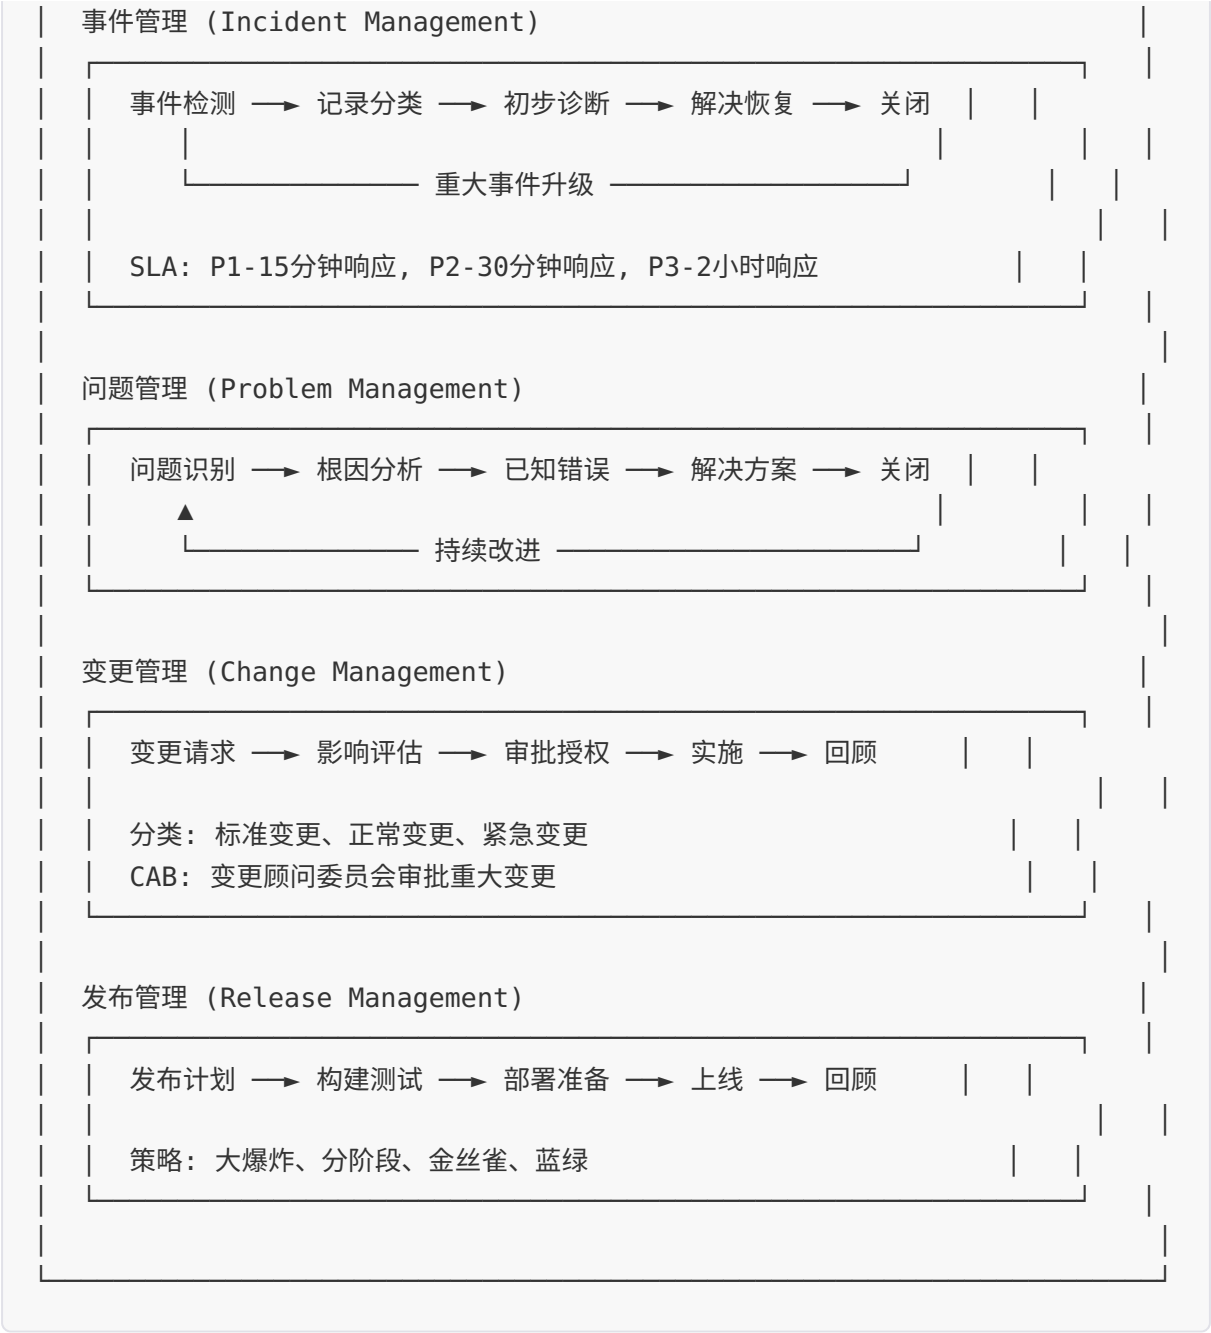 事件管理 (Incident Management)
事件检测 ──► 记录分类 ──► 初步诊断 ──► 解决恢复 ──► 关闭
重大事件升级
SLA: P1-15分钟响应, P2-30分钟响应, P3-2小时响应
问题管理 (Problem Management)
问题识别 ──► 根因分析 ──► 已知错误 ──► 解决方案 ──► 关闭
持续改进
变更管理 (Change Management)
变更请求 ──► 影响评估 ──► 审批授权 ──► 实施 ──► 回顾
分类: 标准变更、正常变更、紧急变更
CAB: 变更顾问委员会审批重大变更
发布管理 (Release Management)
发布计划 ──► 构建测试 ──► 部署准备 ──► 上线 ──► 回顾
策略: 大爆炸、分阶段、金丝雀、蓝绿